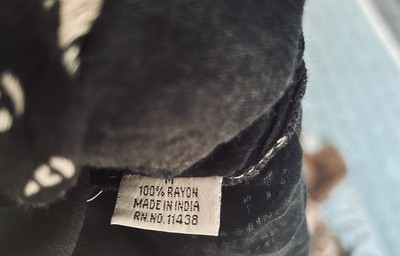 M
100% RAYON
MADE IN INDIA
RN.NO.11438